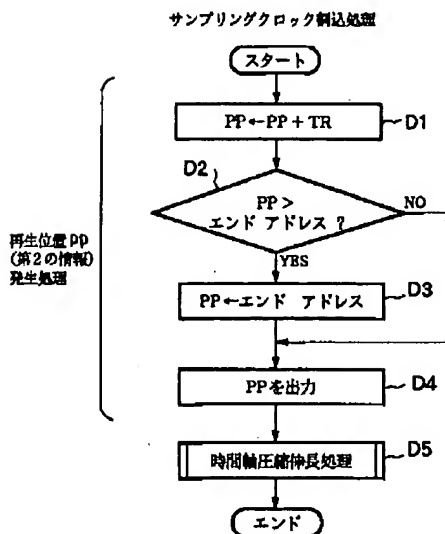 サンプリングクロック割込処理
スタート
PP←PP+TR
D1
D2
PP>
エンド アドレス ?
NO
YES
再生位置PP
(第2の情報)
発生処理
PP←エンド アドレス
D3
PPを出力
D4
時間軸圧縮伸長処理
D5
エンド